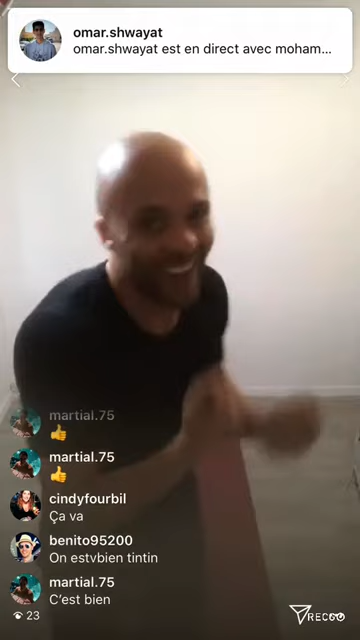 omar.shwayat
omar.shwayat est en direct avec moham...
martial.75
👍
martial.75
👍
cindyfourbil
Ça va
benito95200
On estvbien tintin
martial.75
C'est bien
23